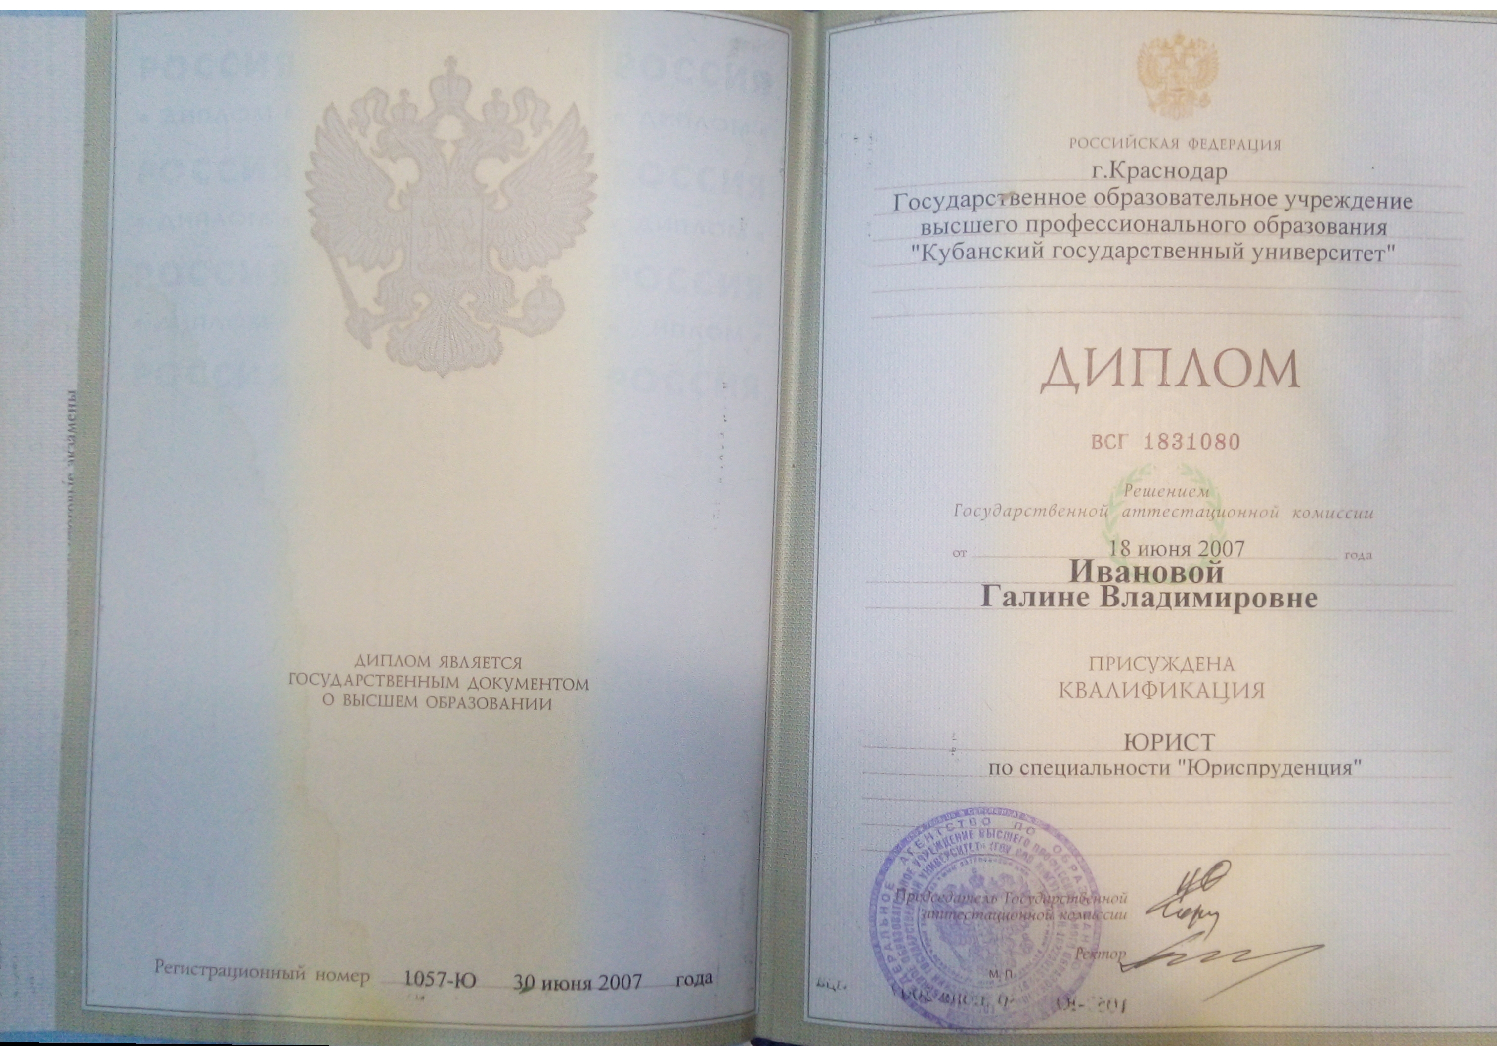 РОССИЯ
ДИПЛОМ ЯВЛЯЕТСЯ
ГОСУДАРСТВЕННЫМ ДОКУМЕНТОМ
О ВЫСШЕМ ОБРАЗОВАНИИ
Регистрационный номер 1057-Ю 30 июня 2007 года
РОССИЙСКАЯ ФЕДЕРАЦИЯ
г.Краснодар
Государственное образовательное учреждение
высшего профессионального образования
"Кубанский государственный университет"
ДИПЛОМ
ВСГ 1831080
Решением
Государственной аттестационной комиссии
от 18 июня 2007 года
Ивановой
Галине Владимировне
ПРИСУЖДЕНА
КВАЛИФИКАЦИЯ
ЮРИСТ
по специальности "Юриспруденция"
Председатель Государственной
аттестационной комиссии
Ректор
М.П.